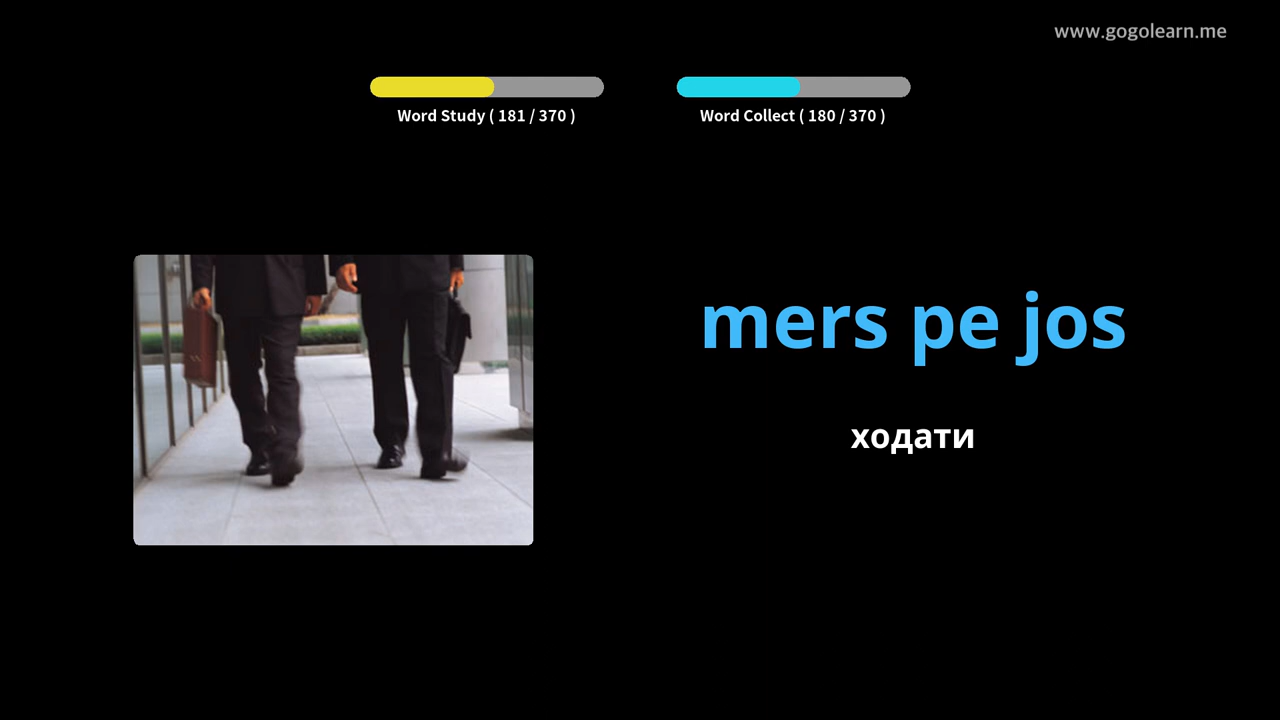 www.gogolearn.me
Word Study ( 181 / 370 )
Word Collect ( 180 / 370 )
mers pe jos
ходати